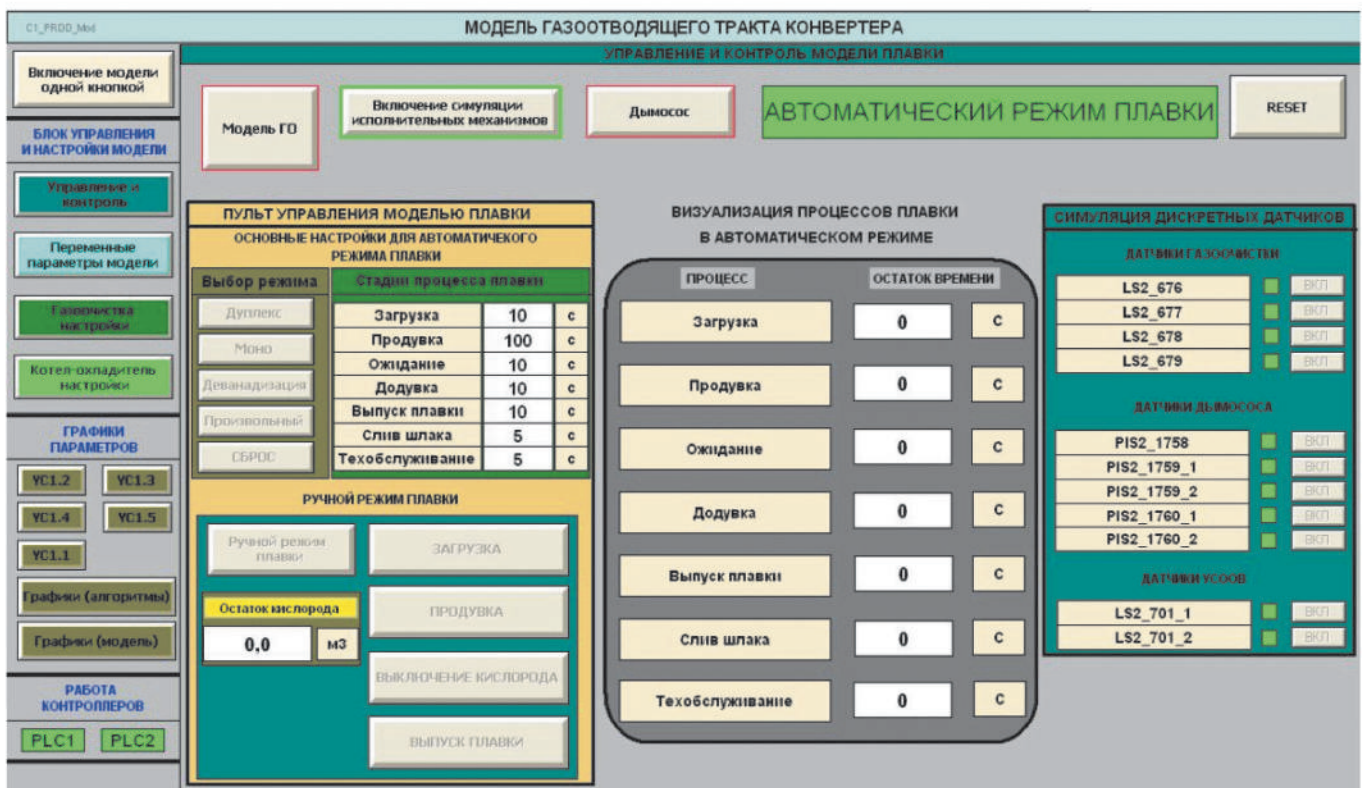 C1_PRDD_Mod
МОДЕЛЬ ГАЗООТВОДЯЩЕГО ТРАКТА КОНВЕРТЕРА
УПРАВЛЕНИЕ И КОНТРОЛЬ МОДЕЛИ ПЛАВКИ
Включение модели
одной кнопкой
БЛОК УПРАВЛЕНИЯ
И НАСТРОЙКИ МОДЕЛИ
Управление и
контроль
Переменные
параметры модели
Газоочистка
настройки
Котел-охладитель
настройки
ГРАФИКИ
ПАРАМЕТРОВ
УС1.2
УС1.3
УС1.4
УС1.5
УС1.1
Графики (алгоритмы)
Графики (модель)
РАБОТА
КОНТРОЛЛЕРОВ
PLC1
PLC2
Модель ГО
Включение симуляции
исполнительных механизмов
Дымосос
АВТОМАТИЧЕСКИЙ РЕЖИМ ПЛАВКИ
RESET
ПУЛЬТ УПРАВЛЕНИЯ МОДЕЛЬЮ ПЛАВКИ
ОСНОВНЫЕ НАСТРОЙКИ ДЛЯ АВТОМАТИЧЕКОГО
РЕЖИМА ПЛАВКИ
Выбор режима
Дуплекс
Моно
Деванадизация
Произвольный
СБРОС
Стадии процесса плавки
Загрузка 10 с
Продувка 100 с
Ожидание 10 с
Додувка 10 с
Выпуск плавки 10 с
Слив шлака 5 с
Техобслуживание 5 с
РУЧНОЙ РЕЖИМ ПЛАВКИ
Ручной режим
плавки
Остаток кислорода
0,0 м3
ЗАГРУЗКА
ПРОДУВКА
ВЫКЛЮЧЕНИЕ КИСЛОРОДА
ВЫПУСК ПЛАВКИ
ВИЗУАЛИЗАЦИЯ ПРОЦЕССОВ ПЛАВКИ
В АВТОМАТИЧЕСКОМ РЕЖИМЕ
ПРОЦЕСС ОСТАТОК ВРЕМЕНИ
Загрузка 0 с
Продувка 0 с
Ожидание 0 с
Додувка 0 с
Выпуск плавки 0 с
Слив шлака 0 с
Техобслуживание 0 с
СИМУЛЯЦИЯ ДИСКРЕТНЫХ ДАТЧИКОВ
ДАТЧИКИ ГАЗООЧИСТКИ
LS2_676 ВКЛ
LS2_677 ВКЛ
LS2_678 ВКЛ
LS2_679 ВКЛ
ДАТЧИКИ ДЫМОСОСА
PIS2_1758 ВКЛ
PIS2_1759_1 ВКЛ
PIS2_1759_2 ВКЛ
PIS2_1760_1 ВКЛ
PIS2_1760_2 ВКЛ
ДАТЧИКИ УСООВ
LS2_701_1 ВКЛ
LS2_701_2 ВКЛ